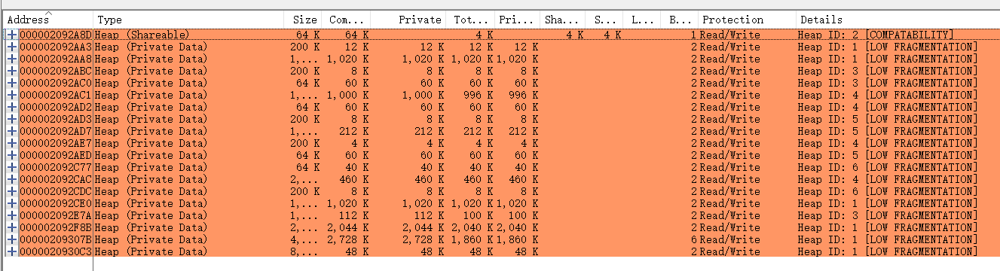 Address Type Size Com... Private Tot... Pri... Sha... S... L... B... Protection Details
000002092A8D Heap (Shareable) 64 K 64 K 4 K 4 K 4 K 1 Read/Write Heap ID: 2 [COMPATABILITY]
000002092AA3 Heap (Private Data) 200 K 12 K 12 K 12 K 12 K 2 Read/Write Heap ID: 1 [LOW FRAGMENTATION]
000002092AA8 Heap (Private Data) 1,... 1,020 K 1,020 K 1,020 K 1,020 K 2 Read/Write Heap ID: 1 [LOW FRAGMENTATION]
000002092ABC Heap (Private Data) 200 K 8 K 8 K 8 K 8 K 2 Read/Write Heap ID: 3 [LOW FRAGMENTATION]
000002092AC0 Heap (Private Data) 64 K 60 K 60 K 60 K 60 K 2 Read/Write Heap ID: 3 [LOW FRAGMENTATION]
000002092AC1 Heap (Private Data) 1,... 1,000 K 1,000 K 996 K 996 K 2 Read/Write Heap ID: 4 [LOW FRAGMENTATION]
000002092AD2 Heap (Private Data) 64 K 60 K 60 K 60 K 60 K 2 Read/Write Heap ID: 4 [LOW FRAGMENTATION]
000002092AD3 Heap (Private Data) 200 K 8 K 8 K 8 K 8 K 2 Read/Write Heap ID: 5 [LOW FRAGMENTATION]
000002092AD7 Heap (Private Data) 1,... 212 K 212 K 212 K 212 K 2 Read/Write Heap ID: 5 [LOW FRAGMENTATION]
000002092AE7 Heap (Private Data) 200 K 4 K 4 K 4 K 4 K 2 Read/Write Heap ID: 4 [LOW FRAGMENTATION]
000002092AED Heap (Private Data) 64 K 60 K 60 K 60 K 60 K 2 Read/Write Heap ID: 5 [LOW FRAGMENTATION]
000002092C77 Heap (Private Data) 64 K 40 K 40 K 40 K 40 K 2 Read/Write Heap ID: 6 [LOW FRAGMENTATION]
000002092CAC Heap (Private Data) 2,... 460 K 460 K 460 K 460 K 2 Read/Write Heap ID: 4 [LOW FRAGMENTATION]
000002092CDC Heap (Private Data) 200 K 8 K 8 K 8 K 8 K 2 Read/Write Heap ID: 6 [LOW FRAGMENTATION]
000002092CE0 Heap (Private Data) 1,... 1,020 K 1,020 K 1,020 K 1,020 K 2 Read/Write Heap ID: 1 [LOW FRAGMENTATION]
000002092E7A Heap (Private Data) 1,... 112 K 112 K 100 K 100 K 2 Read/Write Heap ID: 3 [LOW FRAGMENTATION]
000002092F8B Heap (Private Data) 2,... 2,044 K 2,044 K 2,040 K 2,040 K 2 Read/Write Heap ID: 1 [LOW FRAGMENTATION]
00000209307B Heap (Private Data) 4,... 2,728 K 2,728 K 1,860 K 1,860 K 6 Read/Write Heap ID: 1 [LOW FRAGMENTATION]
0000020930C3 Heap (Private Data) 8,... 48 K 48 K 48 K 48 K 2 Read/Write Heap ID: 1 [LOW FRAGMENTATION]